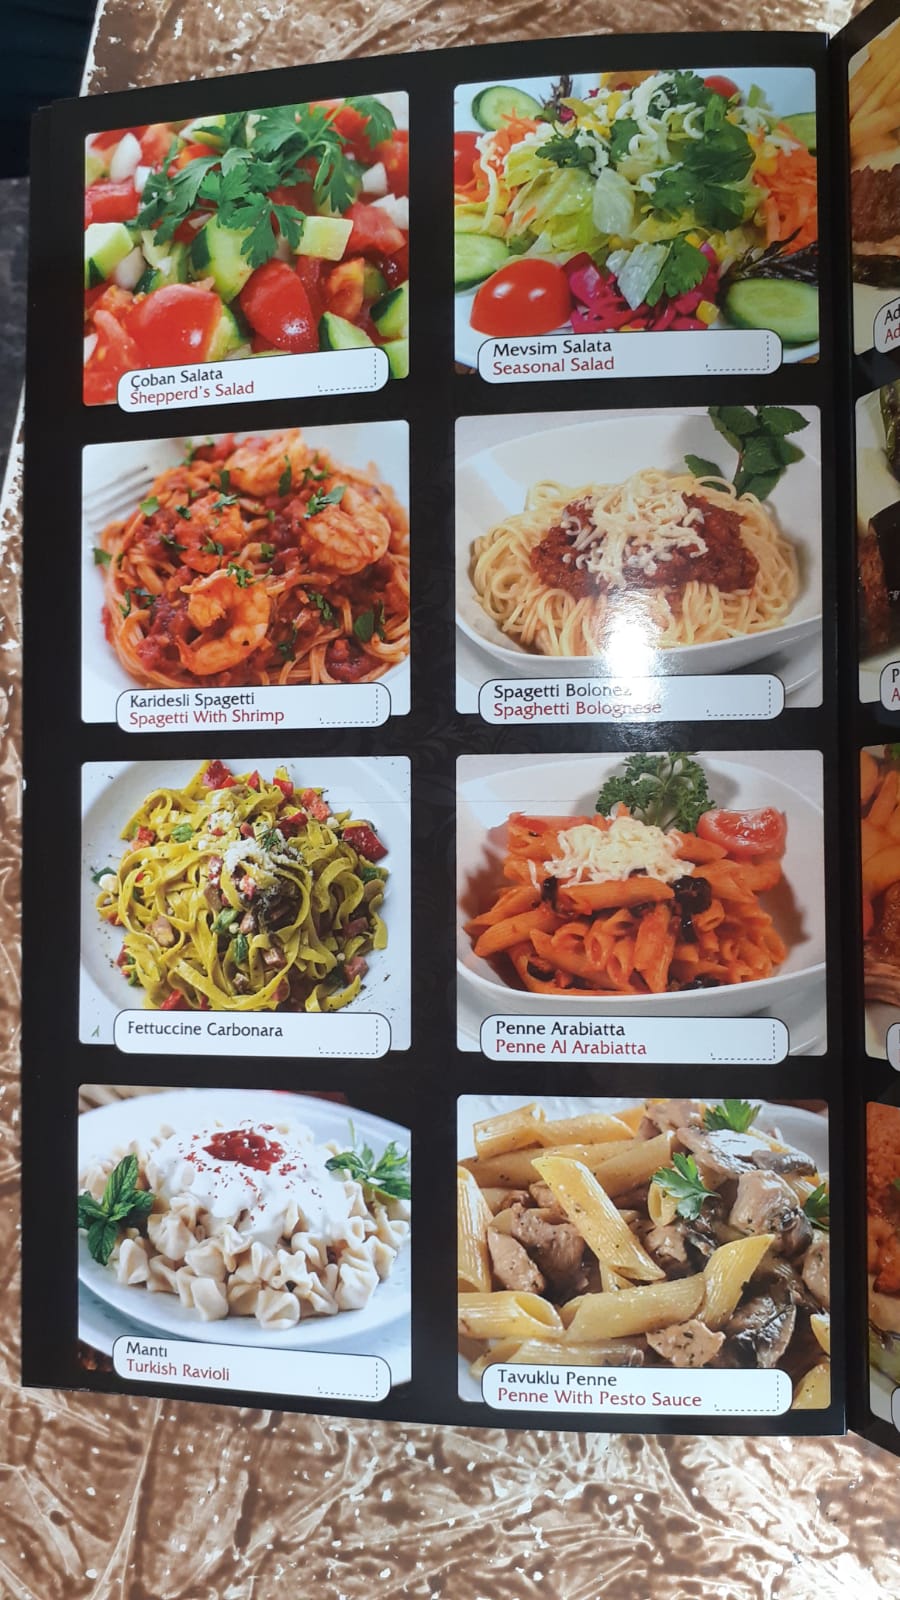 Çoban Salata
Shepperd's Salad
Mevsim Salata
Seasonal Salad
Karidesli Spagetti
Spagetti With Shrimp
Spagetti Bolonez
Spaghetti Bolognese
Fettuccine Carbonara
Penne Arabiatta
Penne Al Arabiatta
Mantı
Turkish Ravioli
Tavuklu Penne
Penne With Pesto Sauce